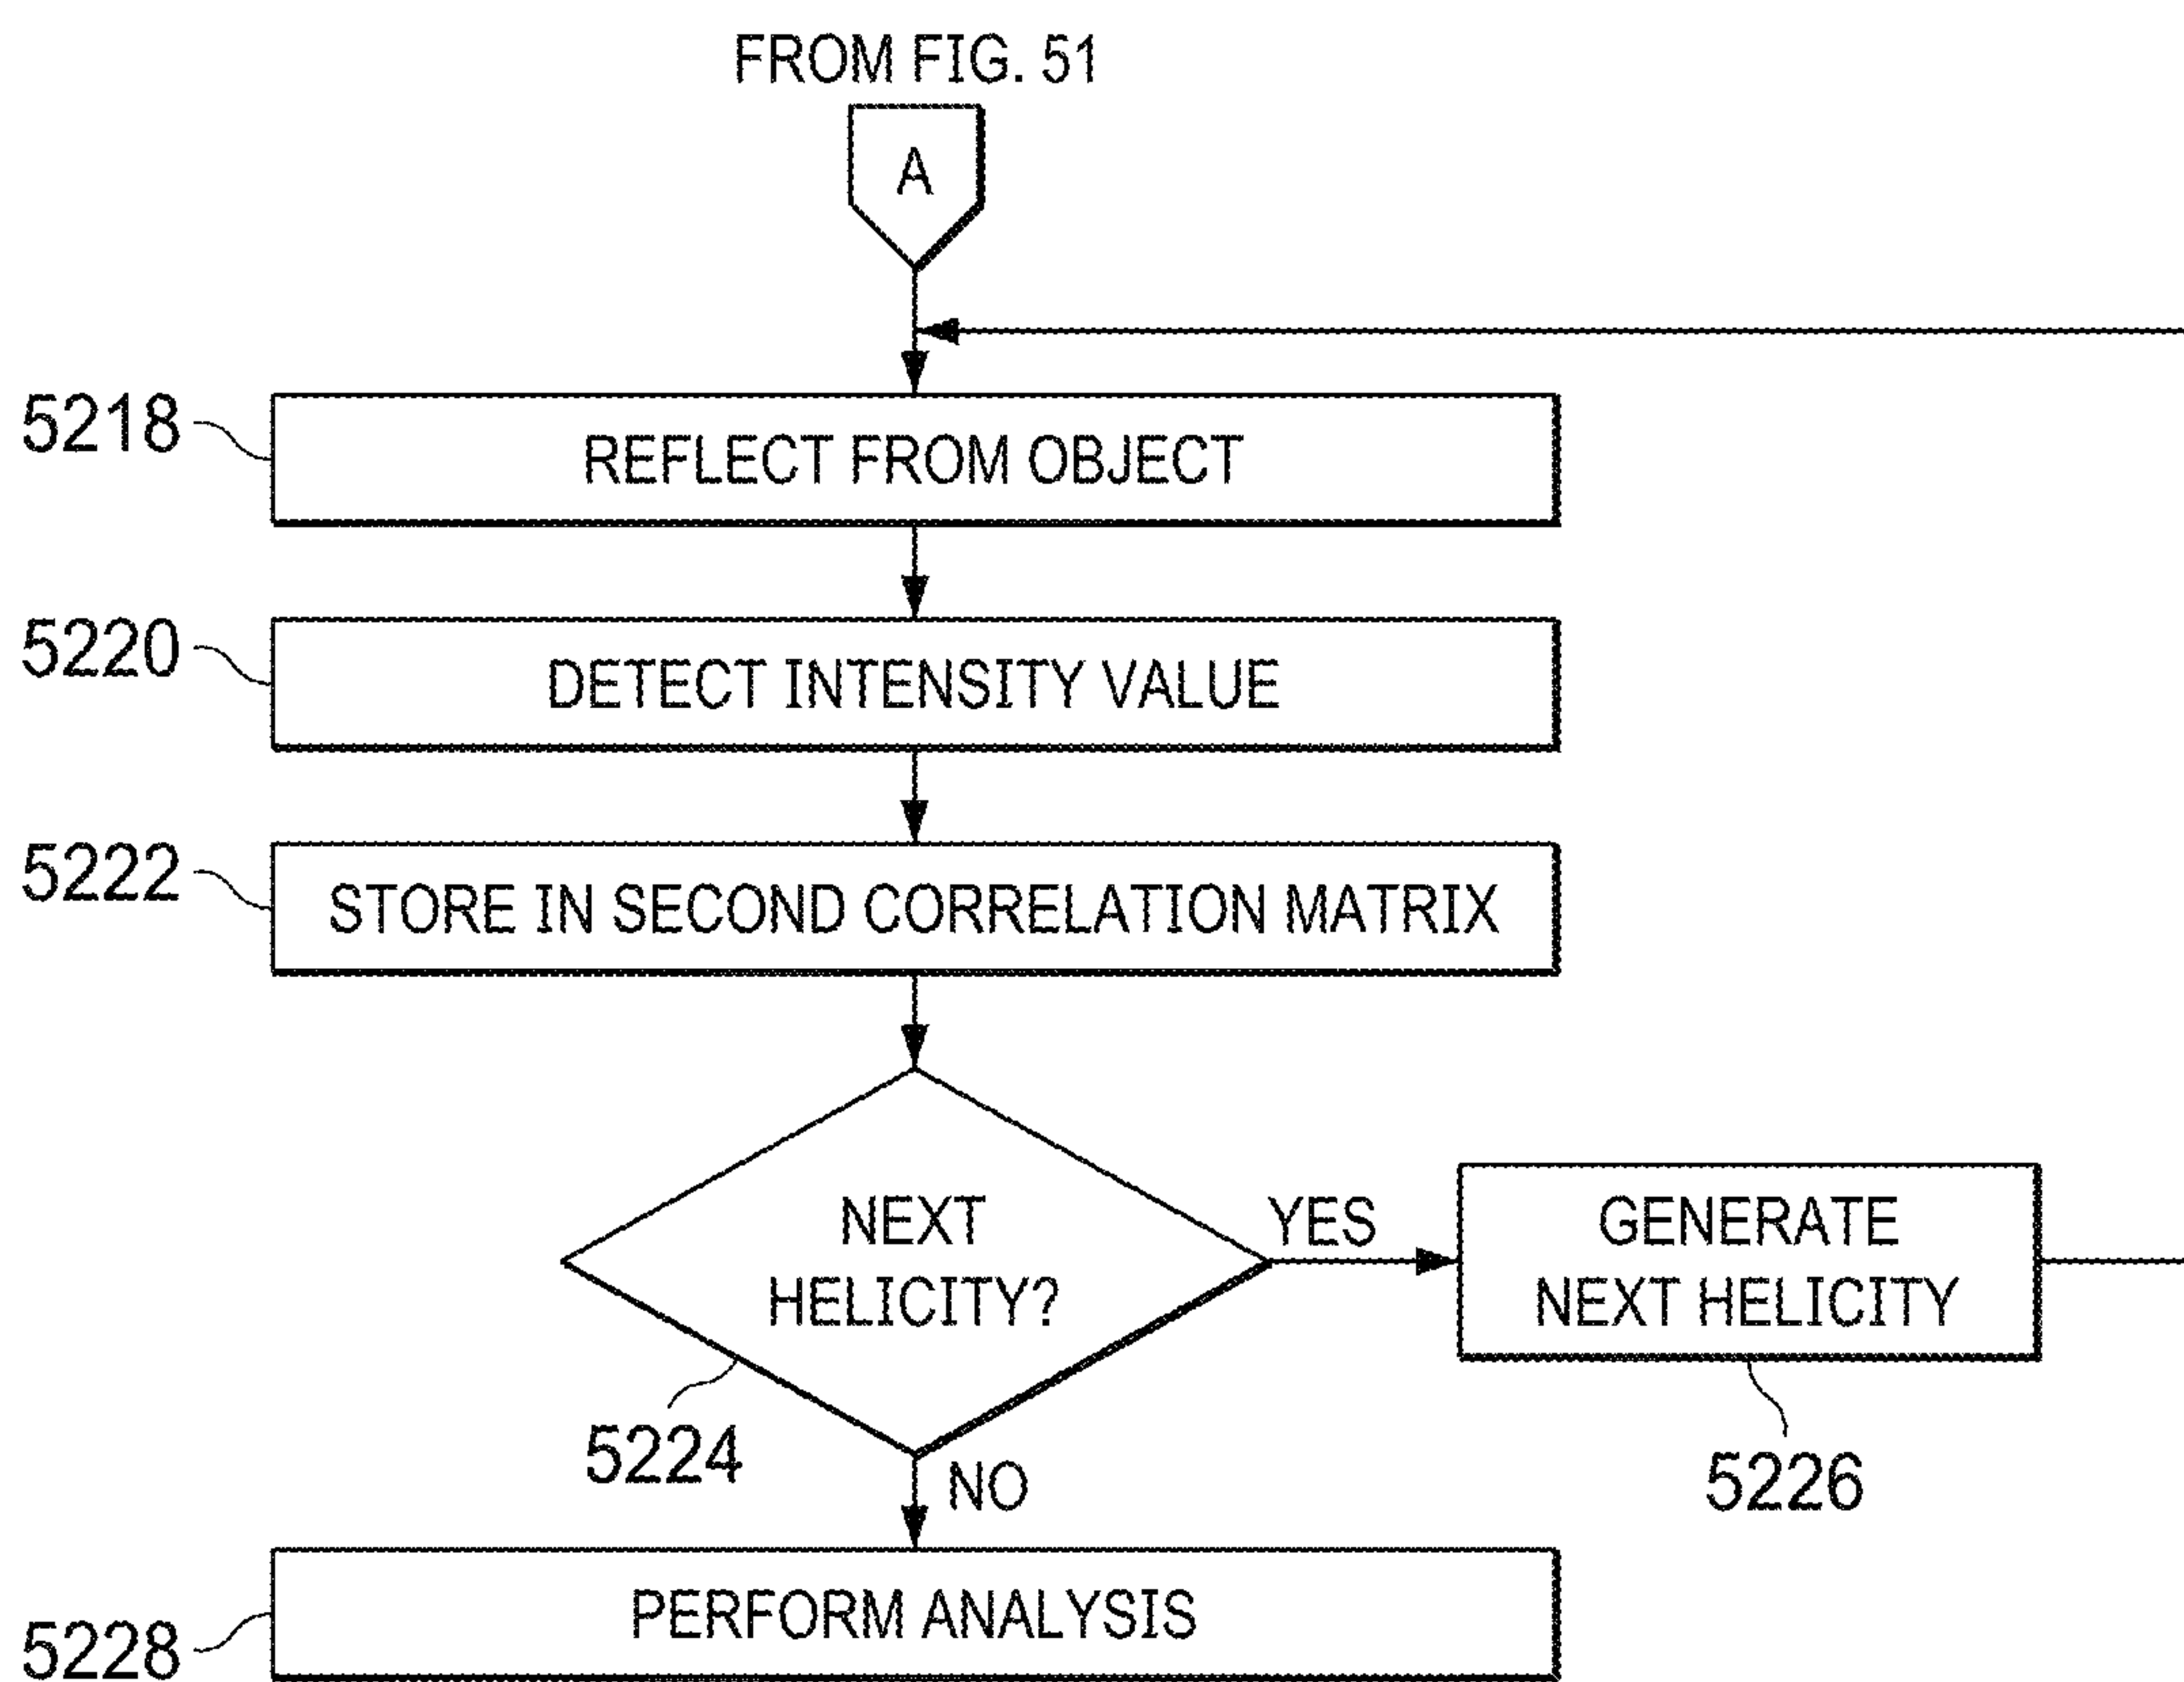 FROM FIG. 51
A
5218
REFLECT FROM OBJECT
5220
DETECT INTENSITY VALUE
5222
STORE IN SECOND CORRELATION MATRIX
NEXT
HELICITY?
YES
GENERATE
NEXT HELICITY
5224
NO
5226
PERFORM ANALYSIS
5228